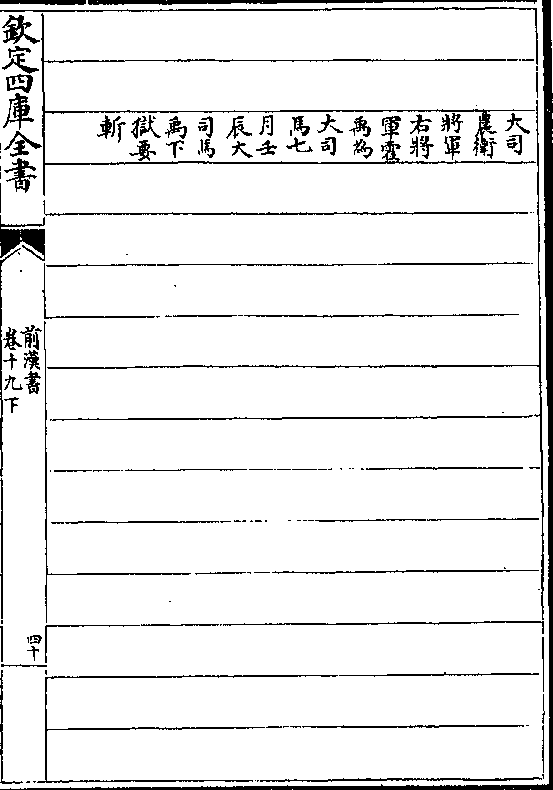 大司
農衛
將軍
右將
軍霍
禹為
大司
馬七
月壬
辰大
司馬
禹下
獄要
斬
欽定四庫全書
前漢書
卷十九下
四十